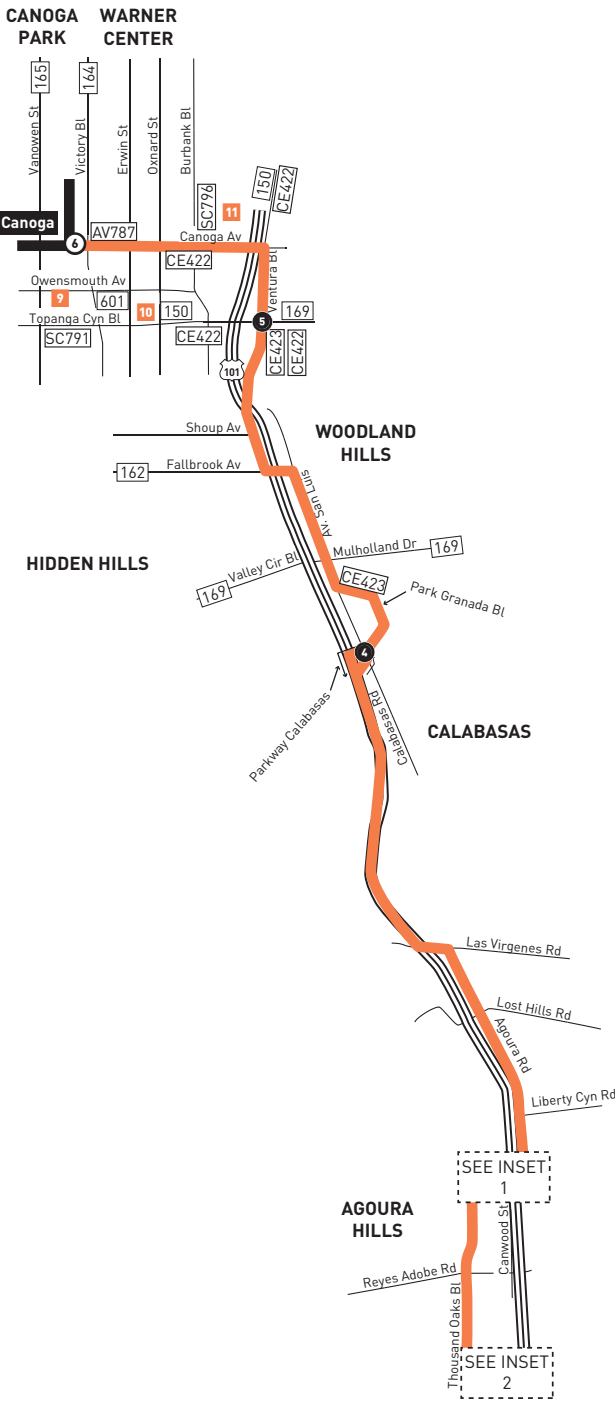 CANOGA
PARK
WARNER
CENTER
165
164
Vanowen St
Victory Bl
Erwin St
Oxnard St
Burbank Bl
150
CE422
SC796
11
Canoga
6
AV787
Canoga Av
CE422
Ventura Bl
Owensmouth Av
9
601
10
150
169
Topanga Cyn Bl
5
SC791
CE422
CE423
CE422
101
Shoup Av
WOODLAND
HILLS
162
Fallbrook Av
Av. San Luis
HIDDEN HILLS
Valley Cir Bl
Mulholland Dr
169
169
CE423
Park Granada Bl
4
Parkway Calabasas
Calabasas Rd
CALABASAS
Las Virgenes Rd
Lost Hills Rd
Agoura Rd
Liberty Cyn Rd
SEE INSET
1
AGOURA
HILLS
Canwood St
Reyes Adobe Rd
Thousand Oaks Bl
SEE INSET
2